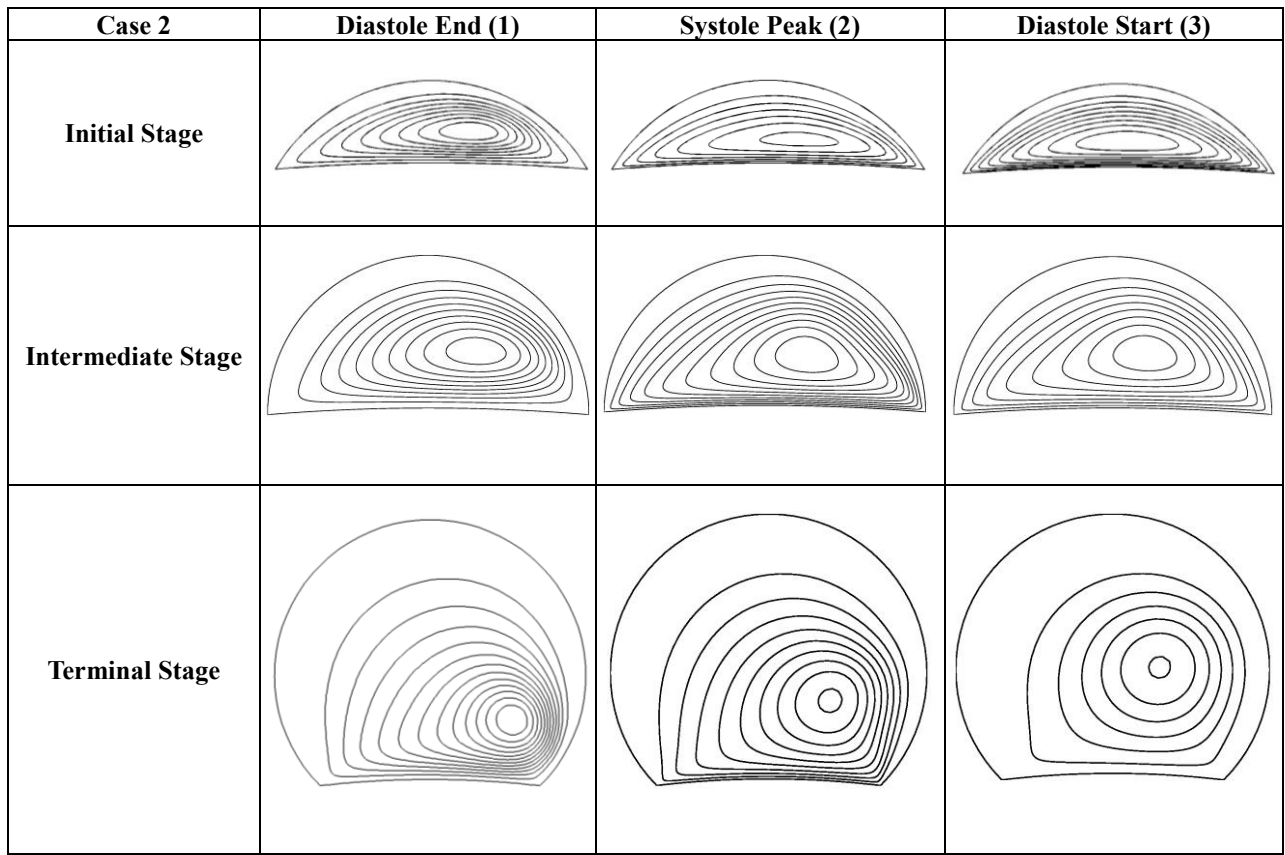 Case 2
Diastole End (1)
Systole Peak (2)
Diastole Start (3)
Initial Stage
Intermediate Stage
Terminal Stage